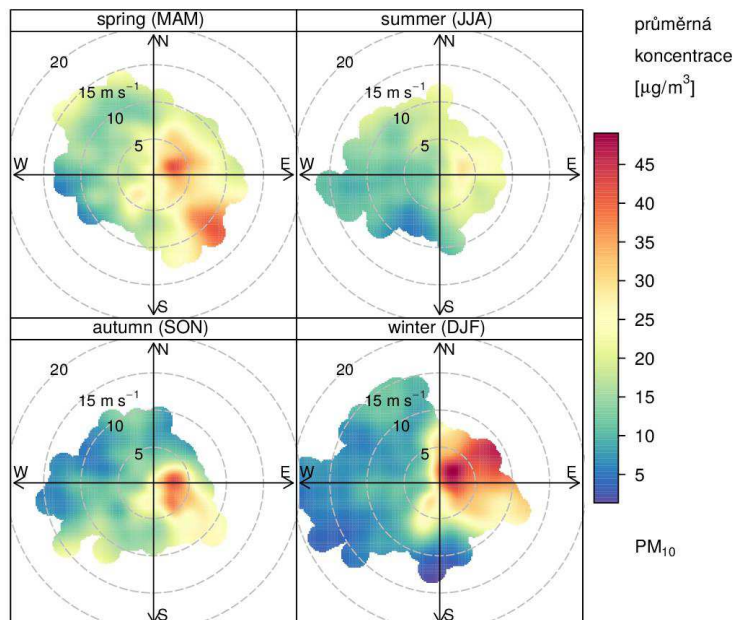 spring (MAM)
N
20
15 m s⁻¹
10
5
W
E
S
summer (JJA)
N
20
15 m s⁻¹
10
5
W
E
S
autumn (SON)
N
20
15 m s⁻¹
10
5
W
E
S
winter (DJF)
N
20
15 m s⁻¹
10
5
W
E
S
průměrná
koncentrace
[µg/m³]
45
40
35
30
25
20
15
10
5
PM₁₀